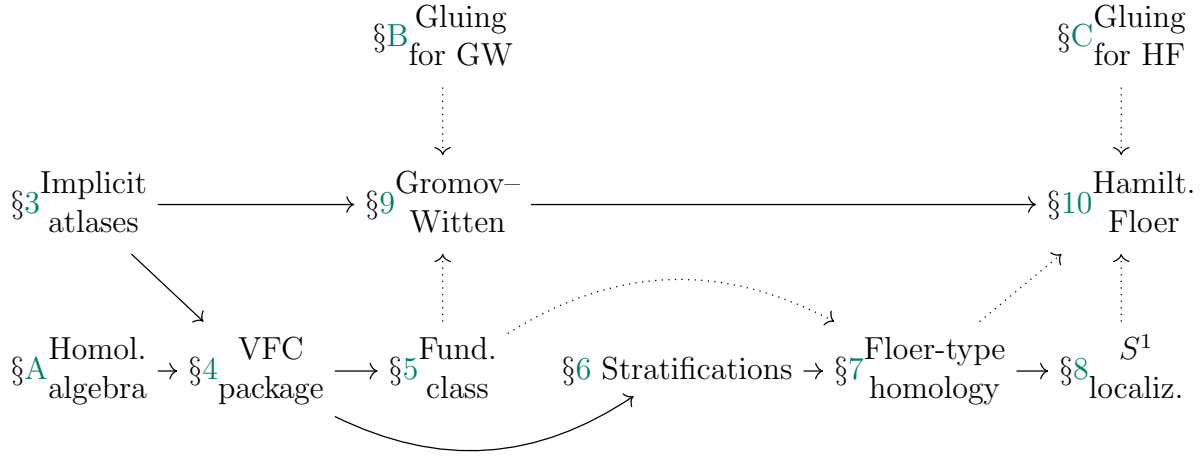 §B Gluing
for GW
§C Gluing
for HF
§3 Implicit
atlases
§9 Gromov–
Witten
§10 Hamilt.
Floer
§A Homol.
algebra
§4 VFC
package
§5 Fund.
class
§6 Stratifications
§7 Floer-type
homology
§8 S¹
localiz.